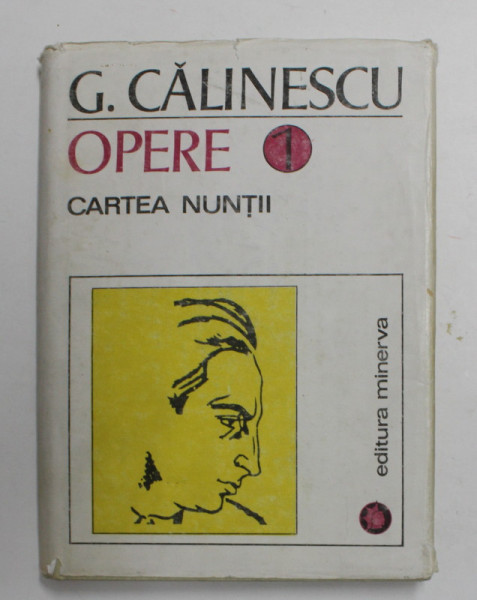 G. CĂLINESCU
OPERE 1
CARTEA NUNȚII
editura minerva